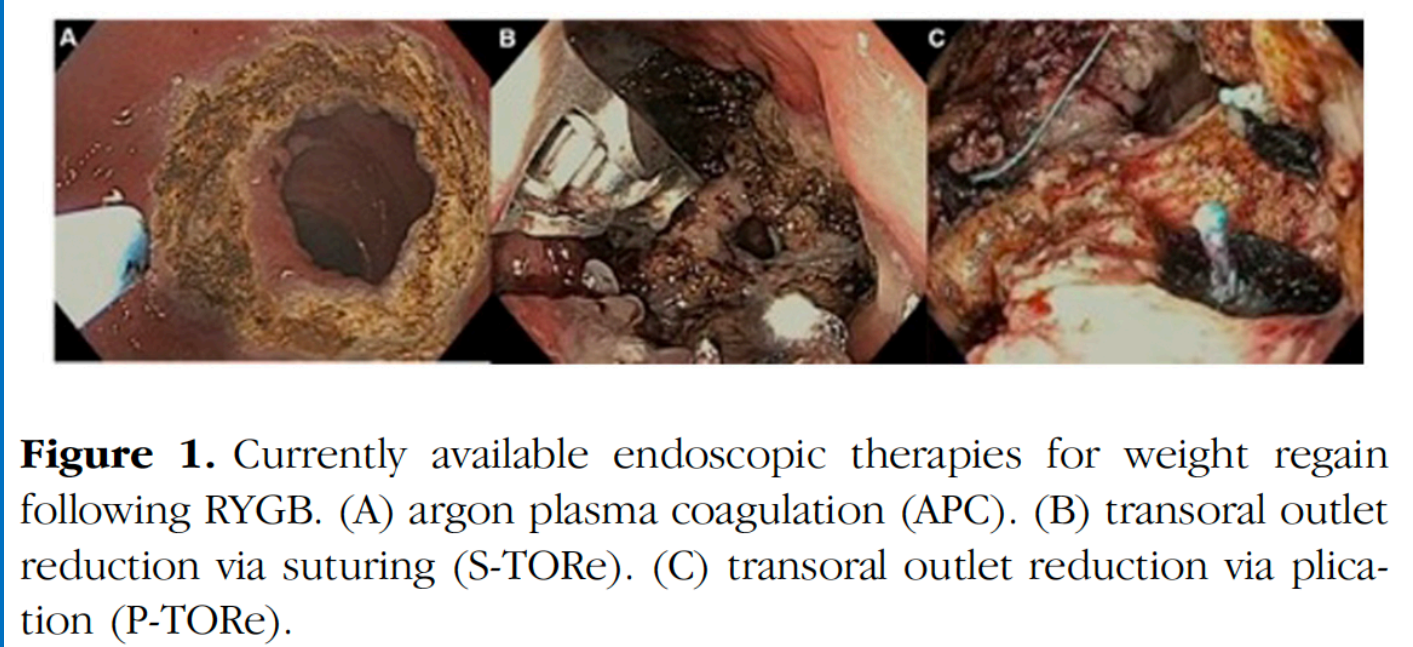 A
B
C
Figure 1. Currently available endoscopic therapies for weight regain
following RYGB. (A) argon plasma coagulation (APC). (B) transoral outlet
reduction via suturing (S-TORe). (C) transoral outlet reduction via plica-
tion (P-TORe).